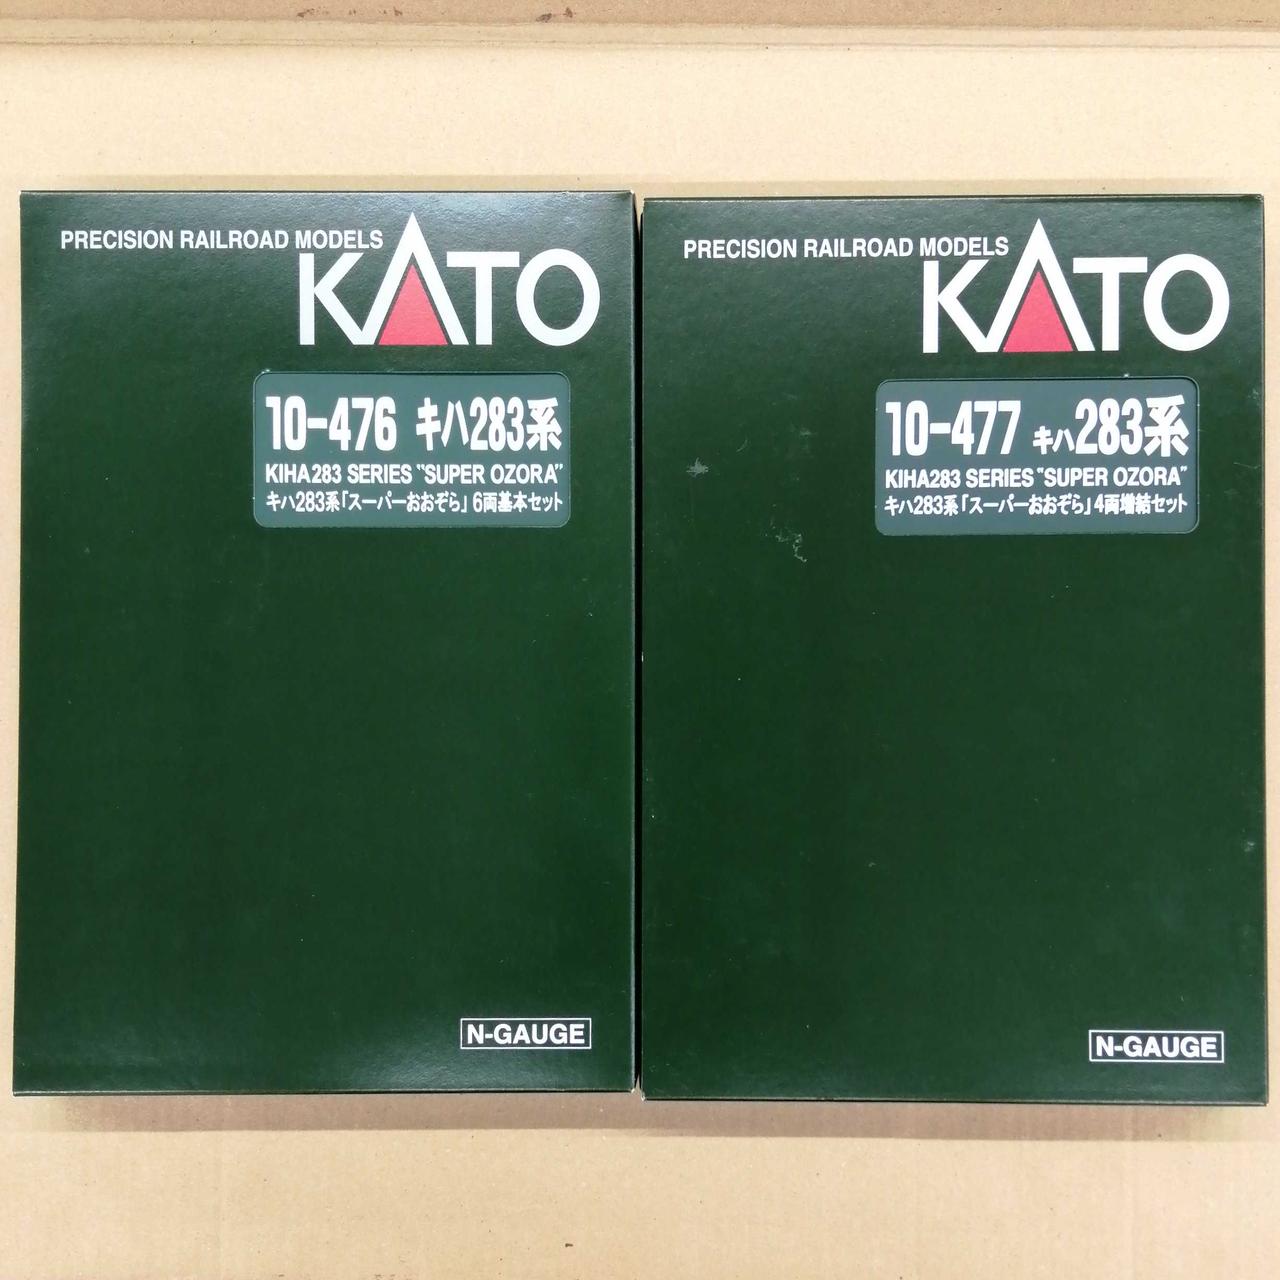 PRECISION RAILROAD MODELS
KATO
10-476 キハ283系
KIHA283 SERIES "SUPER OZORA"
キハ283系「スーパーおおぞら」6両基本セット
N-GAUGE
PRECISION RAILROAD MODELS
KATO
10-477 キハ283系
KIHA283 SERIES "SUPER OZORA"
キハ283系「スーパーおおぞら」4両増結セット
N-GAUGE